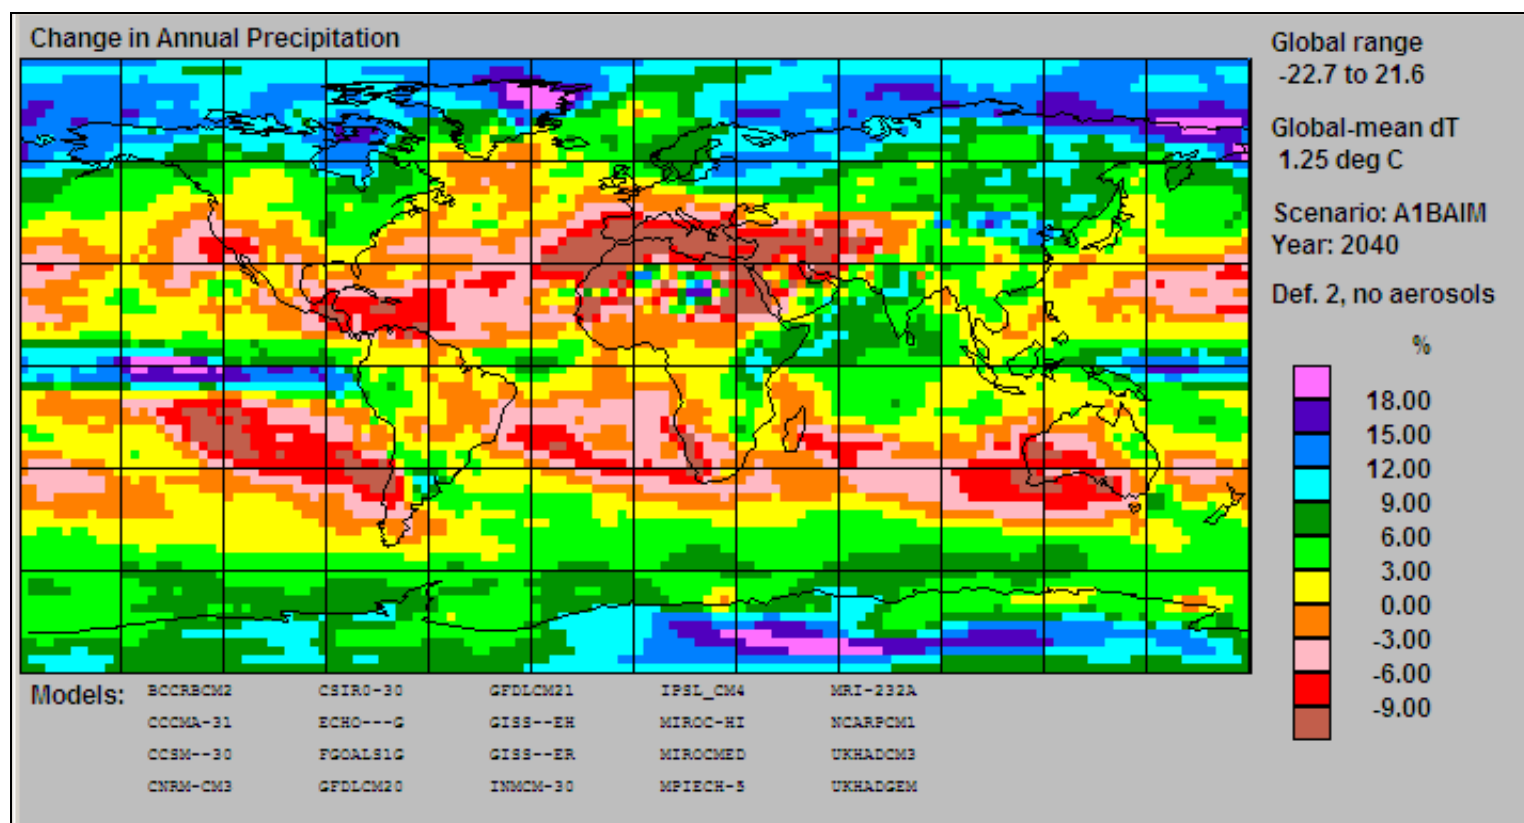 Change in Annual Precipitation
Global range
-22.7 to 21.6
Global-mean dT
1.25 deg C
Scenario: A1BAIM
Year: 2040
Def. 2, no aerosols
%
18.00
15.00
12.00
9.00
6.00
3.00
0.00
-3.00
-6.00
-9.00
Models:
BCCRBCM2 CSIRO-30 GFDLCM21 IPSL_CM4 MRI-232A
CCCMA-31 ECHO---G GISS--EH MIROC-HI NCARPCM1
CCSM--30 FGOALS1G GISS--ER MIROCMED UKHADCM3
CNRM-CM3 GFDLCM20 INMCM-30 MPIECH-5 UKHADGEM